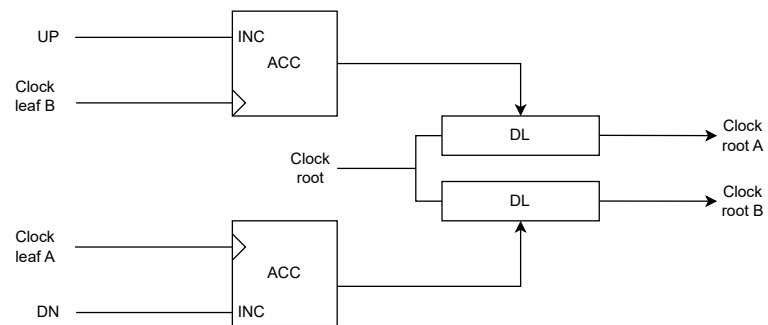 UP
INC
ACC
Clock
leaf B
DL
Clock
root A
Clock
root
DL
Clock
root B
Clock
leaf A
ACC
DN
INC